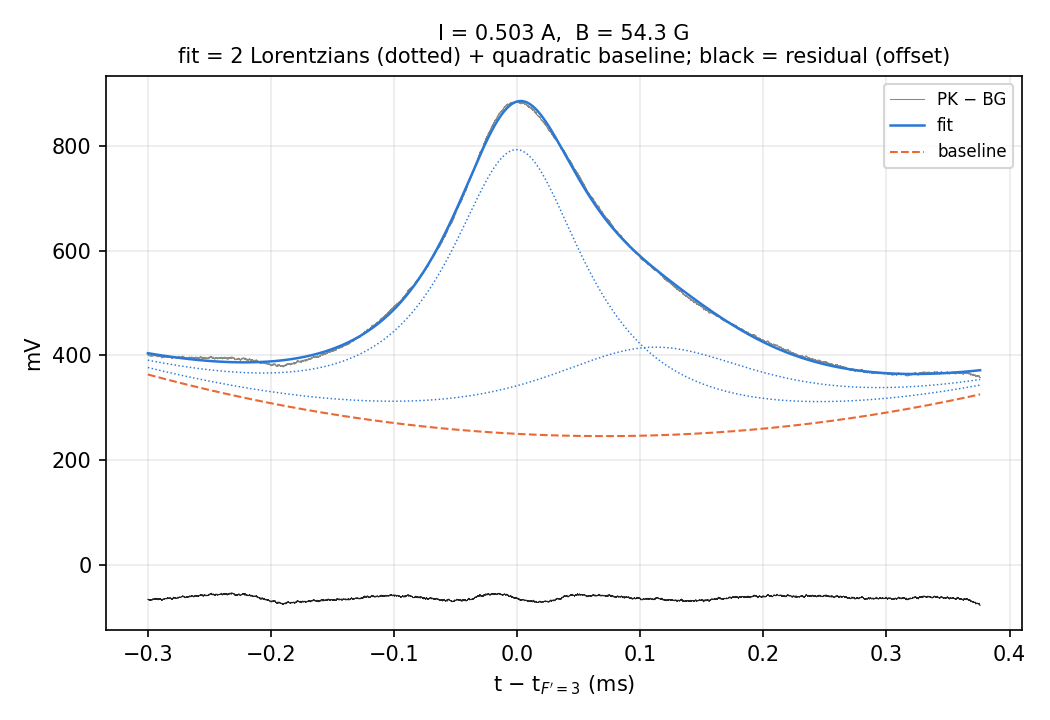 I = 0.503 A,  B = 54.3 G
fit = 2 Lorentzians (dotted) + quadratic baseline; black = residual (offset)
PK − BG
fit
baseline
mV
800
600
400
200
0
−0.3
−0.2
−0.1
0.0
0.1
0.2
0.3
0.4
t − t_{F′=3} (ms)